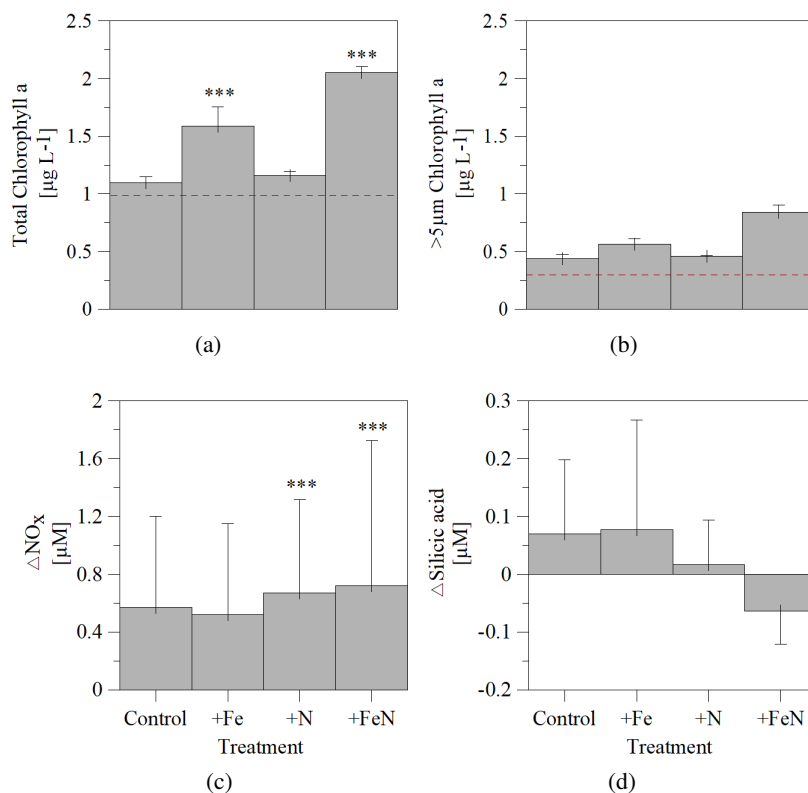 Total Chlorophyll a
[µg L-1]
2.5
2
1.5
1
0.5
0
***
***
(a)
>5µm Chlorophyll a
[µg L-1]
2.5
2
1.5
1
0.5
0
(b)
△NOX
[µM]
2
1.6
1.2
0.8
0.4
0
***
***
Control +Fe +N +FeN
Treatment
(c)
△Silicic acid
[µM]
0.3
0.2
0.1
0
-0.1
-0.2
Control +Fe +N +FeN
Treatment
(d)